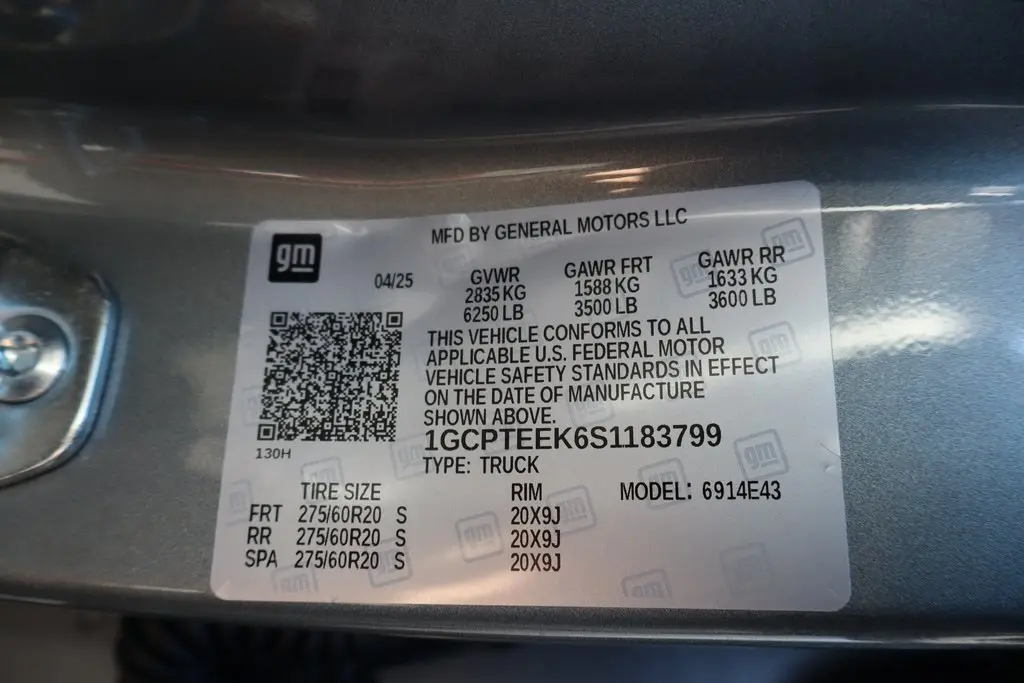 MFD BY GENERAL MOTORS LLC
gm
04/25
GVWR GAWR FRT GAWR RR
2835 KG 1588 KG 1633 KG
6250 LB 3500 LB 3600 LB
THIS VEHICLE CONFORMS TO ALL
APPLICABLE U.S. FEDERAL MOTOR
VEHICLE SAFETY STANDARDS IN EFFECT
ON THE DATE OF MANUFACTURE
SHOWN ABOVE.
1GCPTEEK6S1183799
130H
TYPE: TRUCK
TIRE SIZE RIM MODEL: 6914E43
FRT 275/60R20 S 20X9J
RR 275/60R20 S 20X9J
SPA 275/60R20 S 20X9J